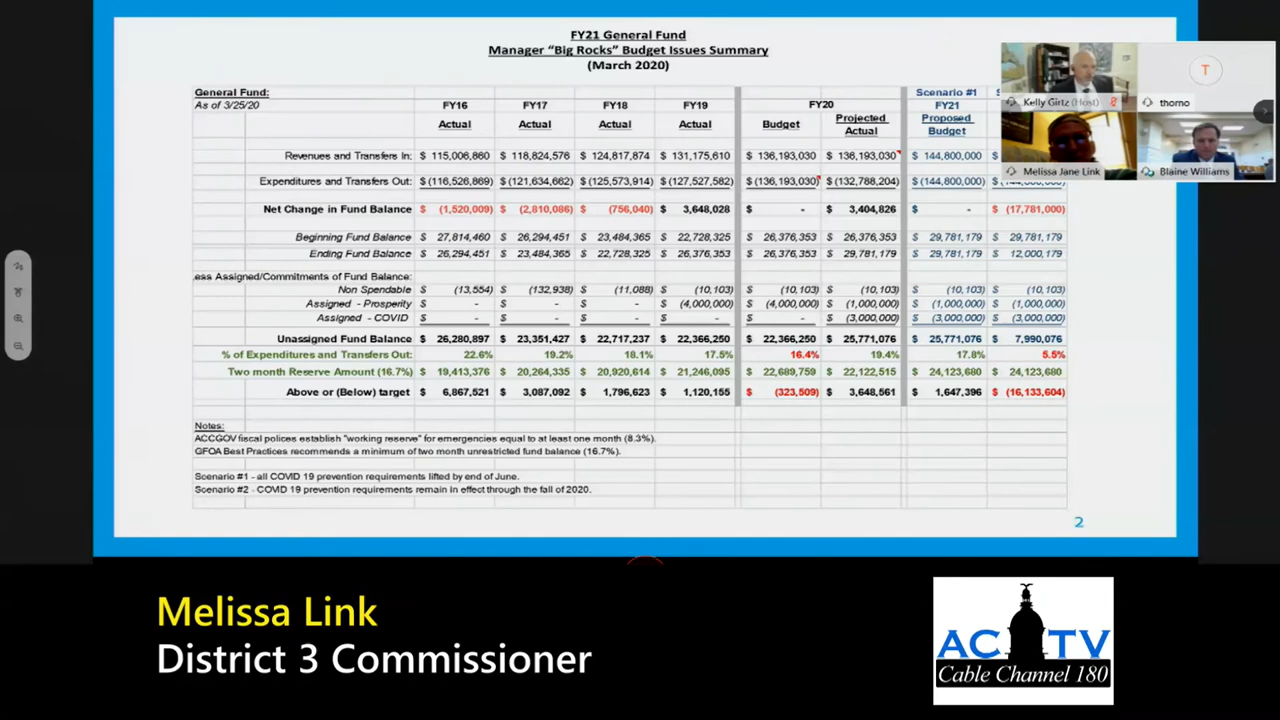 FY21 General Fund
Manager “Big Rocks” Budget Issues Summary
(March 2020)
General Fund: Scenario #1 S
As of 3/25/20 FY16 FY17 FY18 FY19 FY20 FY21
Actual Actual Actual Actual Budget Projected Actual Proposed Budget
Revenues and Transfers In: $ 115,006,860 $ 118,824,576 $ 124,817,874 $ 131,175,610 $ 136,193,030 $ 136,193,030 $ 144,800,000 $
Expenditures and Transfers Out: $ (116,526,869) $ (121,634,662) $ (125,573,914) $ (127,527,582) $ (136,193,030) $ (132,788,204) $ (144,800,000) $
Net Change in Fund Balance $ (1,520,009) $ (2,810,086) $ (756,040) $ 3,648,028 $ - $ 3,404,826 $ - $ (17,781,000)
Beginning Fund Balance $ 27,814,460 $ 26,294,451 $ 23,484,365 $ 22,728,325 $ 26,376,353 $ 26,376,353 $ 29,781,179 $ 29,781,179
Ending Fund Balance $ 26,294,451 $ 23,484,365 $ 22,728,325 $ 26,376,353 $ 26,376,353 $ 29,781,179 $ 29,781,179 $ 12,000,179
ess Assigned/Commitments of Fund Balance:
Non Spendable $ (13,554) $ (132,938) $ (11,088) $ (10,103) $ (10,103) $ (10,103) $ (10,103) $ (10,103)
Assigned - Prosperity $ - $ - $ - $ (4,000,000) $ (4,000,000) $ (1,000,000) $ (1,000,000) $ (1,000,000)
Assigned - COVID $ - $ - $ - $ - $ - $ (3,000,000) $ (3,000,000) $ (3,000,000)
Unassigned Fund Balance $ 26,280,897 $ 23,351,427 $ 22,717,237 $ 22,366,250 $ 22,366,250 $ 25,771,076 $ 25,771,076 $ 7,990,076
% of Expenditures and Transfers Out: 22.6% 19.2% 18.1% 17.5% 16.4% 19.4% 17.8% 5.5%
Two month Reserve Amount (16.7%) $ 19,413,376 $ 20,264,335 $ 20,920,614 $ 21,246,095 $ 22,689,759 $ 22,122,515 $ 24,123,680 $ 24,123,680
Above or (Below) target $ 6,867,521 $ 3,087,092 $ 1,796,623 $ 1,120,155 $ (323,509) $ 3,648,561 $ 1,647,396 $ (16,133,604)
Notes:
ACCGOV fiscal polices establish "working reserve" for emergencies equal to at least one month (8.3%).
GFOA Best Practices recommends a minimum of two month unrestricted fund balance (16.7%).
Scenario #1 - all COVID 19 prevention requirements lifted by end of June.
Scenario #2 - COVID 19 prevention requirements remain in effect through the fall of 2020.
2
T
Kelly Girtz (Host) thorno
Melissa Jane Link Blaine Williams
Melissa Link
District 3 Commissioner
ACTV
Cable Channel 180